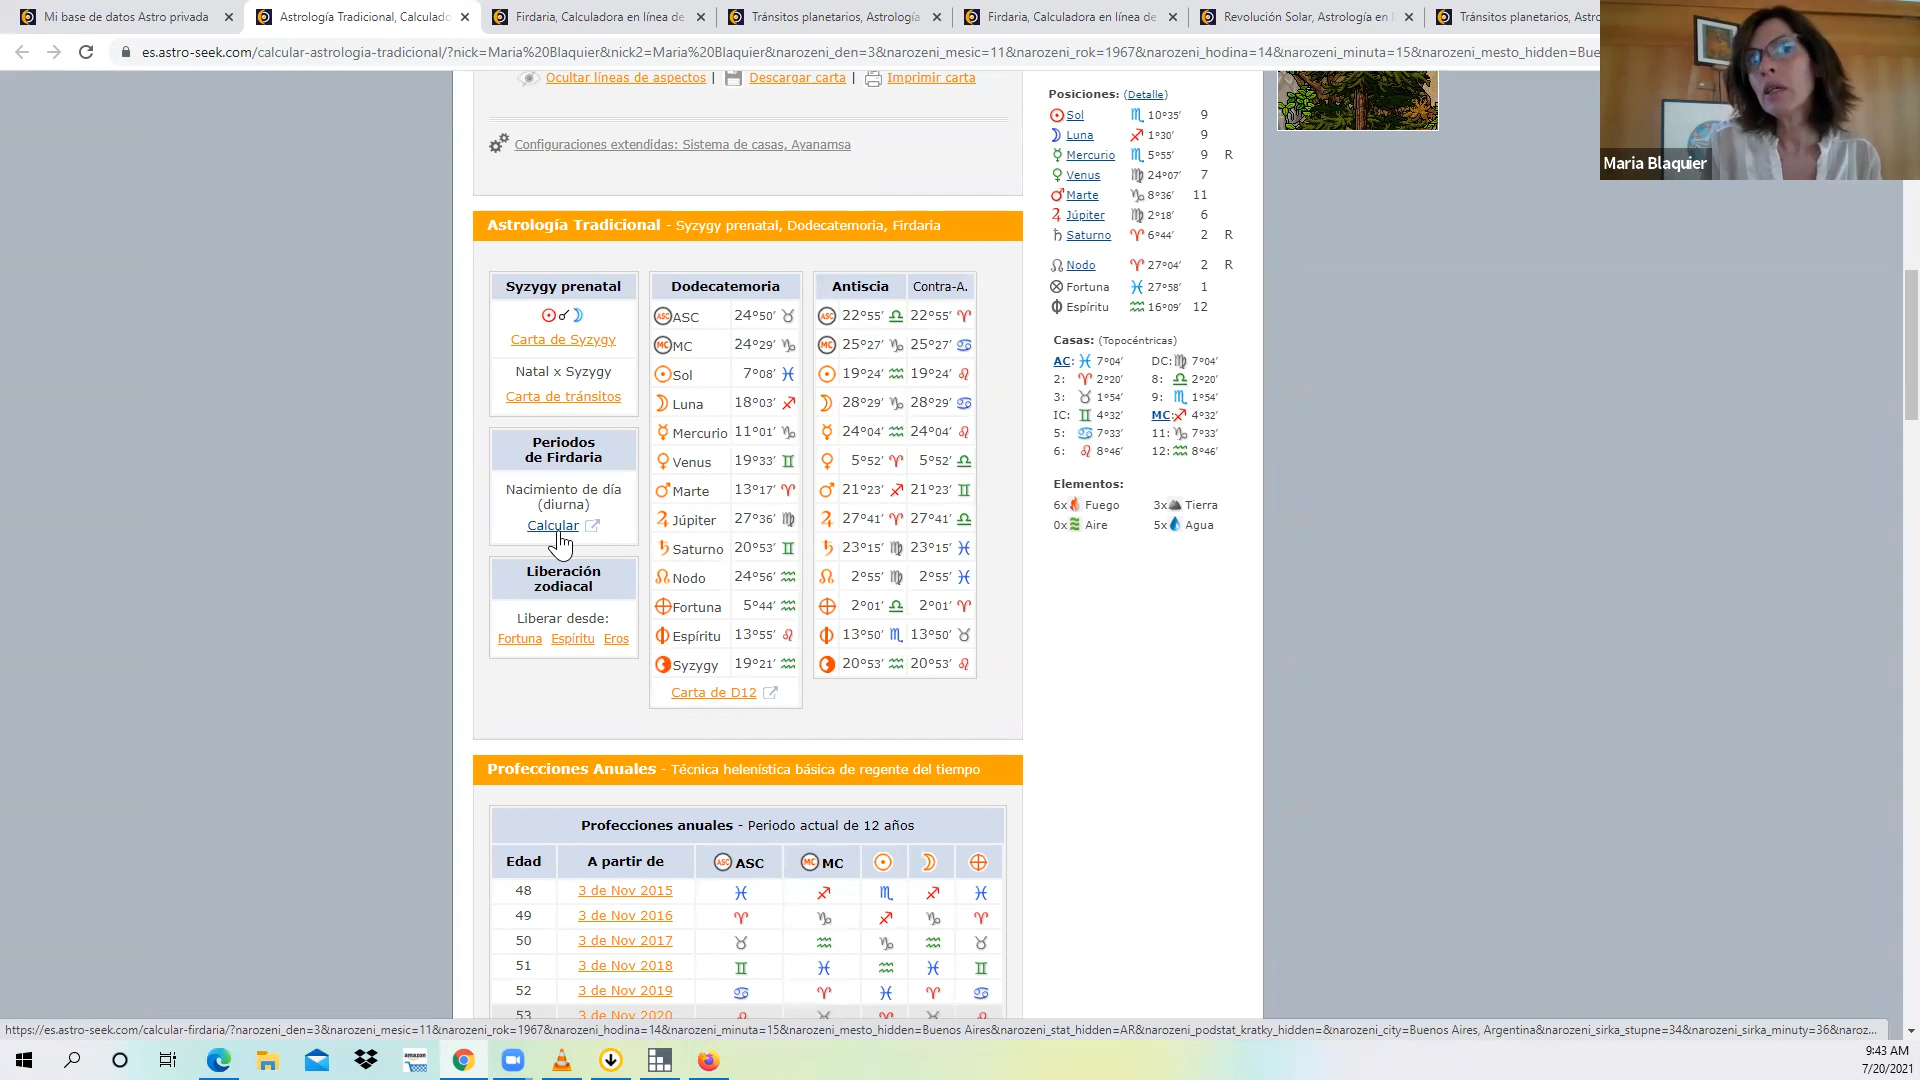 Mi base de datos Astro privada
Astrología Tradicional, Calculado
Firdaria, Calculadora en línea de
Tránsitos planetarios, Astrología
Firdaria, Calculadora en línea de
Revolución Solar, Astrología en
Tránsitos planetarios, Astro
es.astro-seek.com/calcular-astrologia-tradicional/?nick=Maria%20Blaquier&nick2=Maria%20Blaquier&narozeni_den=3&narozeni_mesic=11&narozeni_rok=1967&narozeni_hodina=14&narozeni_minuta=15&narozeni_mesto_hidden=Bue
Ocultar líneas de aspectos | Descargar carta | Imprimir carta
Configuraciones extendidas: Sistema de casas, Ayanamsa
Astrología Tradicional - Syzygy prenatal, Dodecatemoria, Firdaria
Syzygy prenatal
Carta de Syzygy
Natal x Syzygy
Carta de tránsitos
Periodos
de Firdaria
Nacimiento de día
(diurna)
Calcular
Liberación
zodiacal
Liberar desde:
Fortuna Espíritu Eros
Dodecatemoria
ASC 24°50' ♉
MC 24°29' ♑
Sol 7°08' ♓
Luna 18°03' ♐
Mercurio 11°01' ♑
Venus 19°33' ♊
Marte 13°17' ♈
Júpiter 27°36' ♍
Saturno 20°53' ♊
Nodo 24°56' ♒
Fortuna 5°44' ♒
Espíritu 13°55' ♌
Syzygy 19°21' ♒
Carta de D12
Antiscia Contra-A.
ASC 22°55' ♎ 22°55' ♈
MC 25°27' ♑ 25°27' ♋
☉ 19°24' ♒ 19°24' ♌
☽ 28°29' ♑ 28°29' ♋
☿ 24°04' ♒ 24°04' ♌
♀ 5°52' ♈ 5°52' ♎
♂ 21°23' ♐ 21°23' ♊
♃ 27°41' ♈ 27°41' ♎
♄ 23°15' ♍ 23°15' ♓
☊ 2°55' ♍ 2°55' ♓
⊕ 2°01' ♎ 2°01' ♈
13°50' ♏ 13°50' ♉
20°53' ♒ 20°53' ♌
Profecciones Anuales - Técnica helenística básica de regente del tiempo
Profecciones anuales - Periodo actual de 12 años
Edad A partir de ASC MC ☉ ☽ ⊕
48 3 de Nov 2015 ♓ ♐ ♏ ♐ ♓
49 3 de Nov 2016 ♈ ♑ ♐ ♑ ♈
50 3 de Nov 2017 ♉ ♒ ♑ ♒ ♉
51 3 de Nov 2018 ♊ ♓ ♒ ♓ ♊
52 3 de Nov 2019 ♋ ♈ ♓ ♈ ♋
53 3 de Nov 2020 ♌ ♉ ♈ ♉ ♌
Posiciones: (Detalle)
Sol ♏ 10°35' 9
Luna ♐ 1°30' 9
Mercurio ♏ 5°55' 9 R
Venus ♍ 24°07' 7
Marte ♑ 8°36' 11
Júpiter ♍ 2°18' 6
Saturno ♈ 6°44' 2 R
Nodo ♈ 27°04' 2 R
Fortuna ♓ 27°58' 1
Espíritu ♒ 16°09' 12
Casas: (Topocéntricas)
AC: ♓ 7°04' DC: ♍ 7°04'
2: ♈ 2°20' 8: ♎ 2°20'
3: ♉ 1°54' 9: ♏ 1°54'
IC: ♊ 4°32' MC: ♐ 4°32'
5: ♋ 7°33' 11: ♑ 7°33'
6: ♌ 8°46' 12: ♒ 8°46'
Elementos:
6x Fuego 3x Tierra
0x Aire 5x Agua
Maria Blaquier
https://es.astro-seek.com/calcular-firdaria/?narozeni_den=3&narozeni_mesic=11&narozeni_rok=1967&narozeni_hodina=14&narozeni_minuta=15&narozeni_mesto_hidden=Buenos Aires&narozeni_stat_hidden=AR&narozeni_podstat_kratky_hidden=&narozeni_city=Buenos Aires, Argentina&narozeni_sirka_stupne=34&narozeni_sirka_minuty=36&naroz...
amazon
9:43 AM
7/20/2021